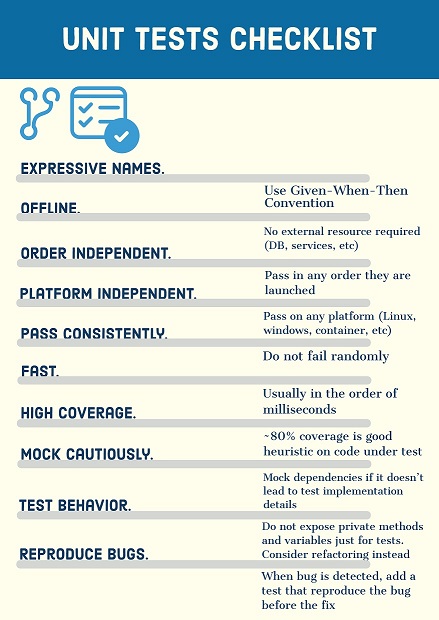 UNIT TESTS CHECKLIST
EXPRESSIVE NAMES.
Use Given-When-Then
Convention
OFFLINE.
No external resource required
(DB, services, etc)
ORDER INDEPENDENT.
Pass in any order they are
launched
PLATFORM INDEPENDENT.
Pass on any platform (Linux,
windows, container, etc)
PASS CONSISTENTLY.
Do not fail randomly
FAST.
Usually in the order of
milliseconds
HIGH COVERAGE.
~80% coverage is good
heuristic on code under test
MOCK CAUTIOUSLY.
Mock dependencies if it doesn't
lead to test implementation
details
TEST BEHAVIOR.
Do not expose private methods
and variables just for tests.
Consider refactoring instead
REPRODUCE BUGS.
When bug is detected, add a
test that reproduce the bug
before the fix